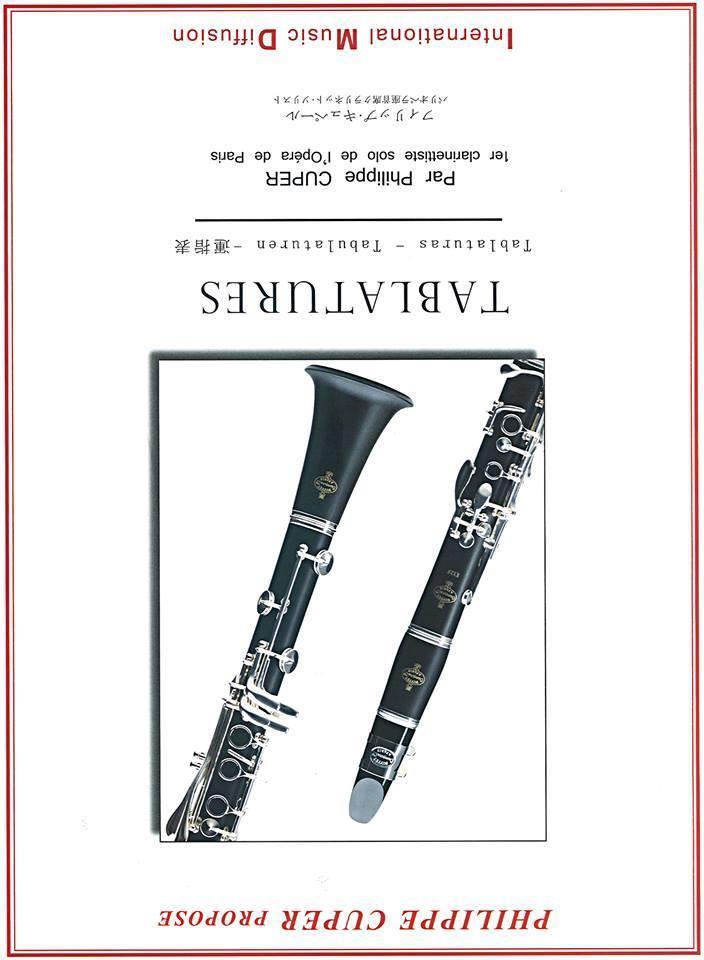 PHILIPPE CUPER PROPOSE
TABLATURES
Tablaturas - Tabulaturen - 運指表
Par Philippe CUPER
1er clarinettiste solo de l'Opéra de Paris
フィリップ・キュペール
パリオペラ座首席クラリネット・ソリスト
International Music Diffusion